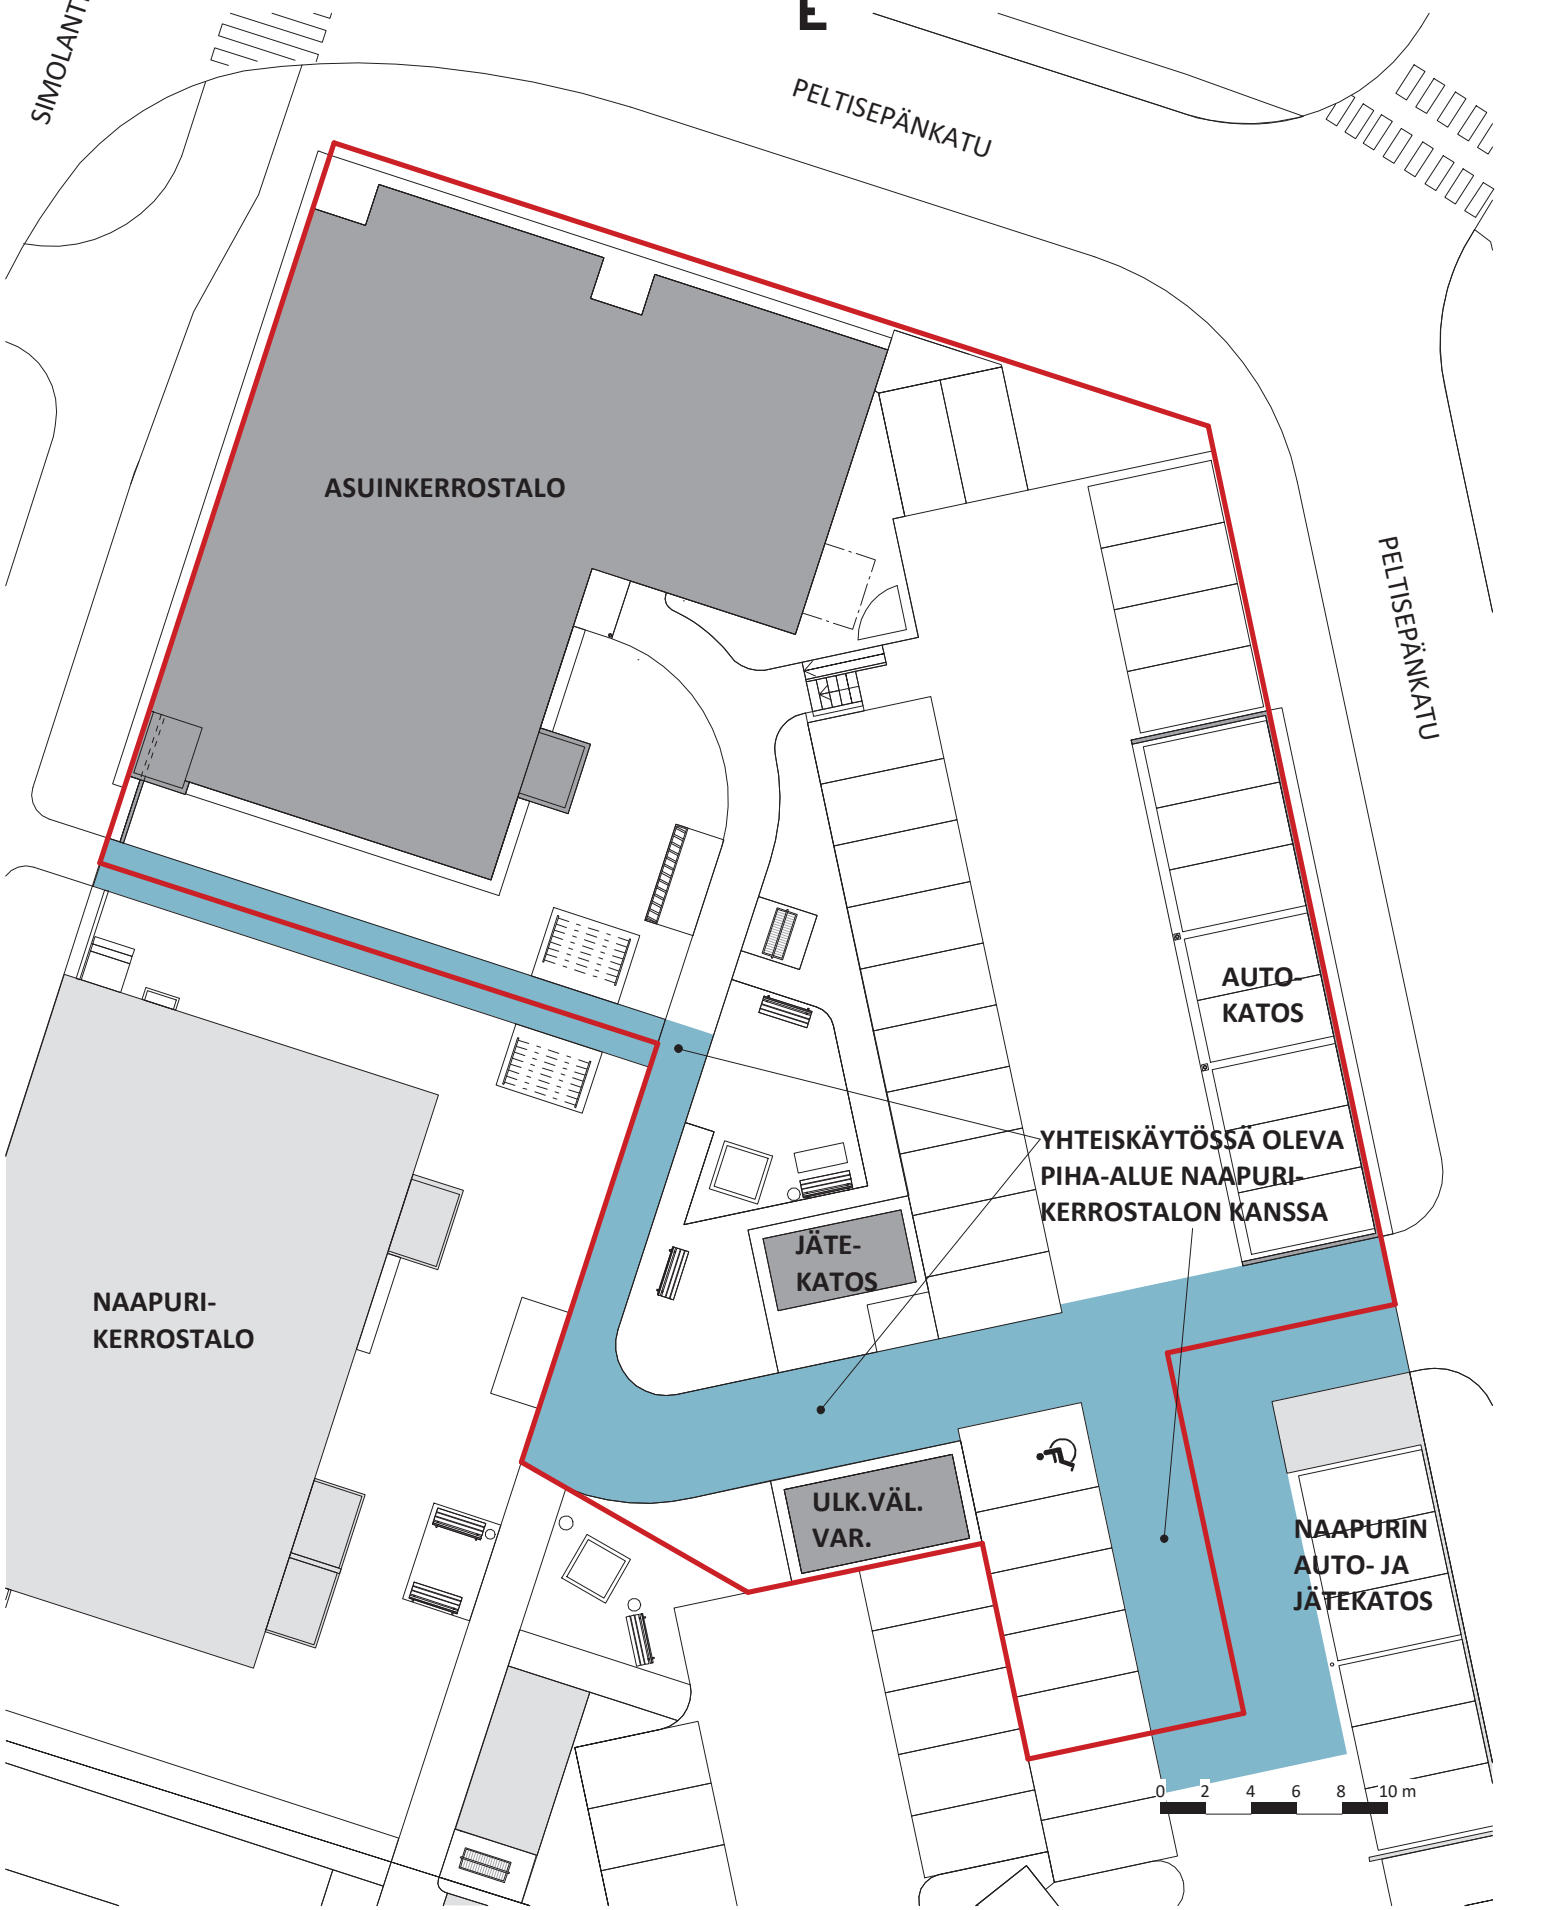 E
PELTISEPÄNKATU
ASUINKERROSTALO
PELTISEPÄNKATU
AUTO-
KATOS
YHTEISKÄYTÖSSÄ OLEVA
PIHA-ALUE NAAPURI-
KERROSTALON KANSSA
JÄTE-
KATOS
NAAPURI-
KERROSTALO
ULK.VÄL.
VAR.
NAAPURIN
AUTO- JA
JÄTEKATOS
0 2 4 6 8 10 m